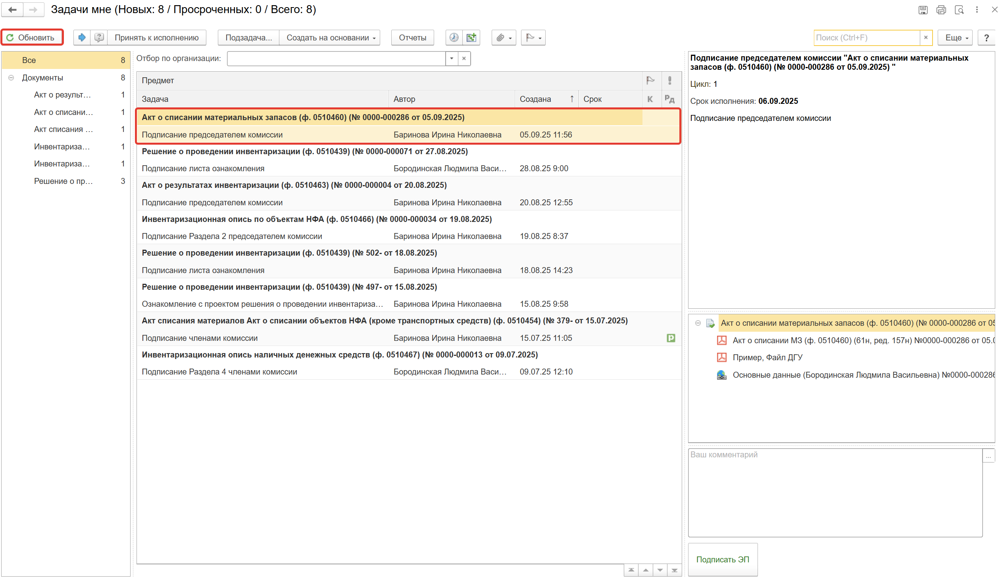 Задачи мне (Новых: 8 / Просроченных: 0 / Всего: 8)
Обновить
Принять к исполнению
Подзадача...
Создать на основании
Отчеты
Поиск (Ctrl+F)
×
Еще
?
Все 8
Документы 8
Акт о результ... 1
Акт о списани... 1
Акт списания ... 1
Инвентариза... 1
Инвентариза... 1
Решение о пр... 3
Отбор по организации:
×
Предмет
Задача Автор Создана ↑ Срок К Рд
Акт о списании материальных запасов (ф. 0510460) (№ 0000-000286 от 05.09.2025)
Подписание председателем комиссии Баринова Ирина Николаевна 05.09.25 11:56
Решение о проведении инвентаризации (ф. 0510439) (№ 0000-000071 от 27.08.2025)
Подписание листа ознакомления Бородинская Людмила Васи... 28.08.25 9:00
Акт о результатах инвентаризации (ф. 0510463) (№ 0000-000004 от 20.08.2025)
Подписание председателем комиссии Баринова Ирина Николаевна 20.08.25 12:55
Инвентаризационная опись по объектам НФА (ф. 0510466) (№ 0000-000034 от 19.08.2025)
Подписание Раздела 2 председателем комиссии Баринова Ирина Николаевна 19.08.25 8:37
Решение о проведении инвентаризации (ф. 0510439) (№ 502- от 18.08.2025)
Подписание листа ознакомления Баринова Ирина Николаевна 18.08.25 14:23
Решение о проведении инвентаризации (ф. 0510439) (№ 497- от 15.08.2025)
Ознакомление с проектом решения о проведении инвентариза... Баринова Ирина Николаевна 15.08.25 9:58
Акт списания материалов Акт о списании объектов НФА (кроме транспортных средств) (ф. 0510454) (№ 379- от 15.07.2025)
Подписание членами комиссии Баринова Ирина Николаевна 15.07.25 11:05 P
Инвентаризационная опись наличных денежных средств (ф. 0510467) (№ 0000-000013 от 09.07.2025)
Подписание Раздела 4 членами комиссии Бородинская Людмила Васи... 09.07.25 12:10
Подписание председателем комиссии "Акт о списании материальных
запасов (ф. 0510460) (№ 0000-000286 от 05.09.2025) "
Цикл: 1
Срок исполнения: 06.09.2025
Подписание председателем комиссии
Акт о списании материальных запасов (ф. 0510460) (№ 0000-000286 от 05
Акт о списании МЗ (ф. 0510460) (61н, ред. 157н) №0000-000286 от 05.0
Пример, Файл ДГУ
Основные данные (Бородинская Людмила Васильевна) №0000-000286
Ваш комментарий
...
Подписать ЭП